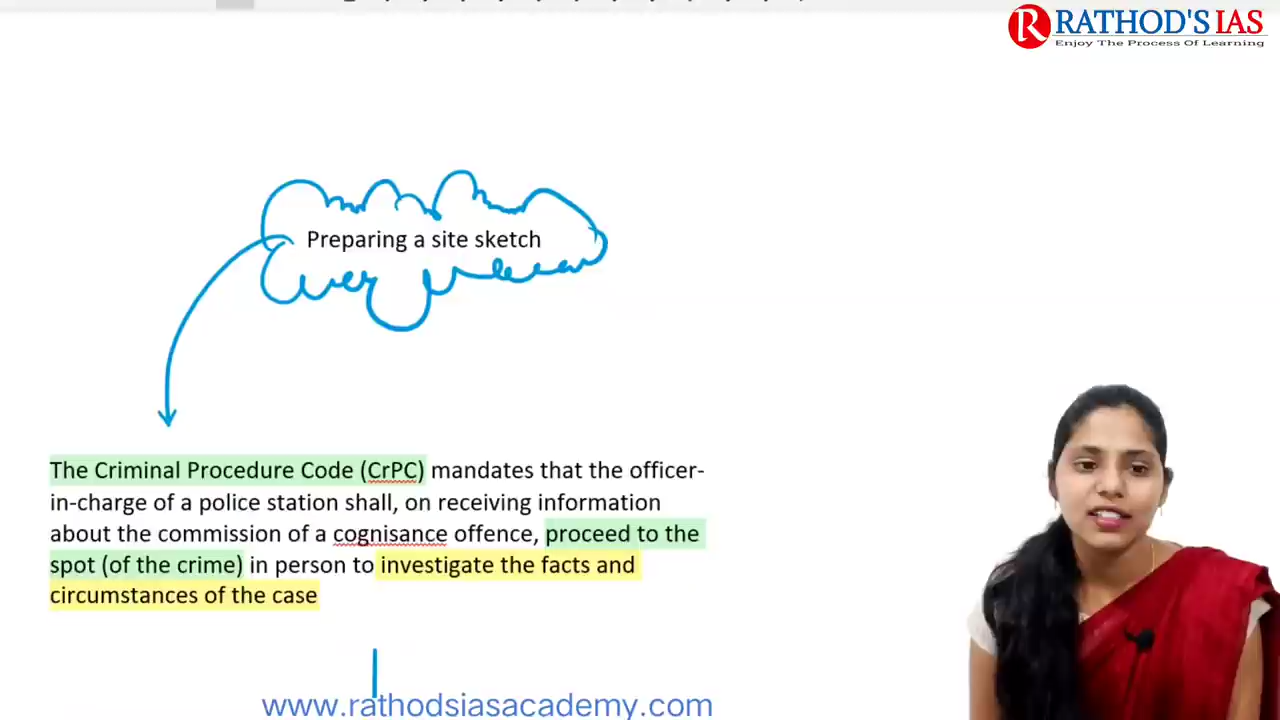 R RATHOD'S IAS
Enjoy The Process Of Learning
Preparing a site sketch
The Criminal Procedure Code (CrPC) mandates that the officer-
in-charge of a police station shall, on receiving information
about the commission of a cognisance offence, proceed to the
spot (of the crime) in person to investigate the facts and
circumstances of the case
www.rathodsiasacademy.com